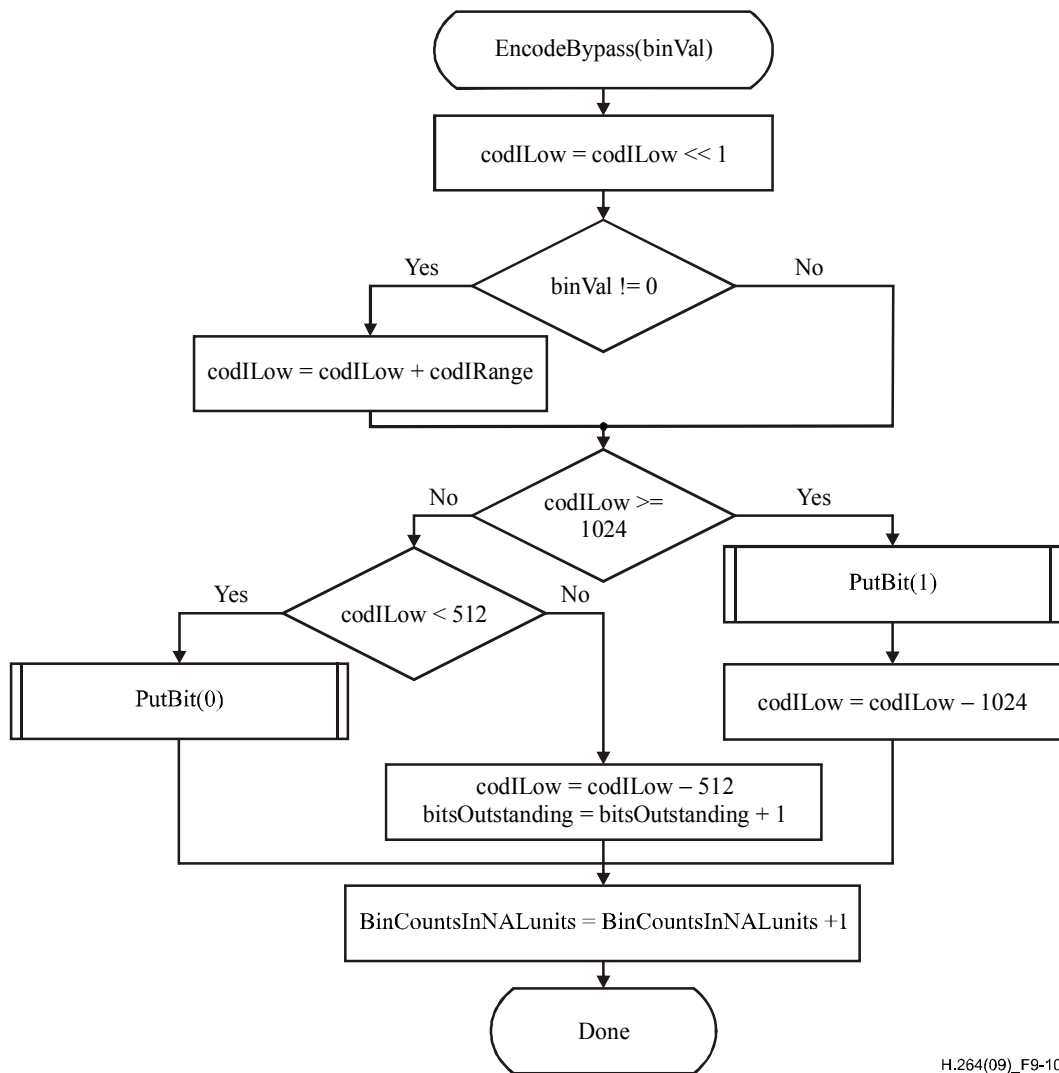 EncodeBypass(binVal)
codILow = codILow << 1
Yes
No
binVal != 0
codILow = codILow + codIRange
No
Yes
codILow >=
1024
PutBit(1)
Yes
No
codILow < 512
PutBit(0)
codILow = codILow – 1024
codILow = codILow – 512
bitsOutstanding = bitsOutstanding + 1
BinCountsInNALunits = BinCountsInNALunits +1
Done
H.264(09)_F9-10